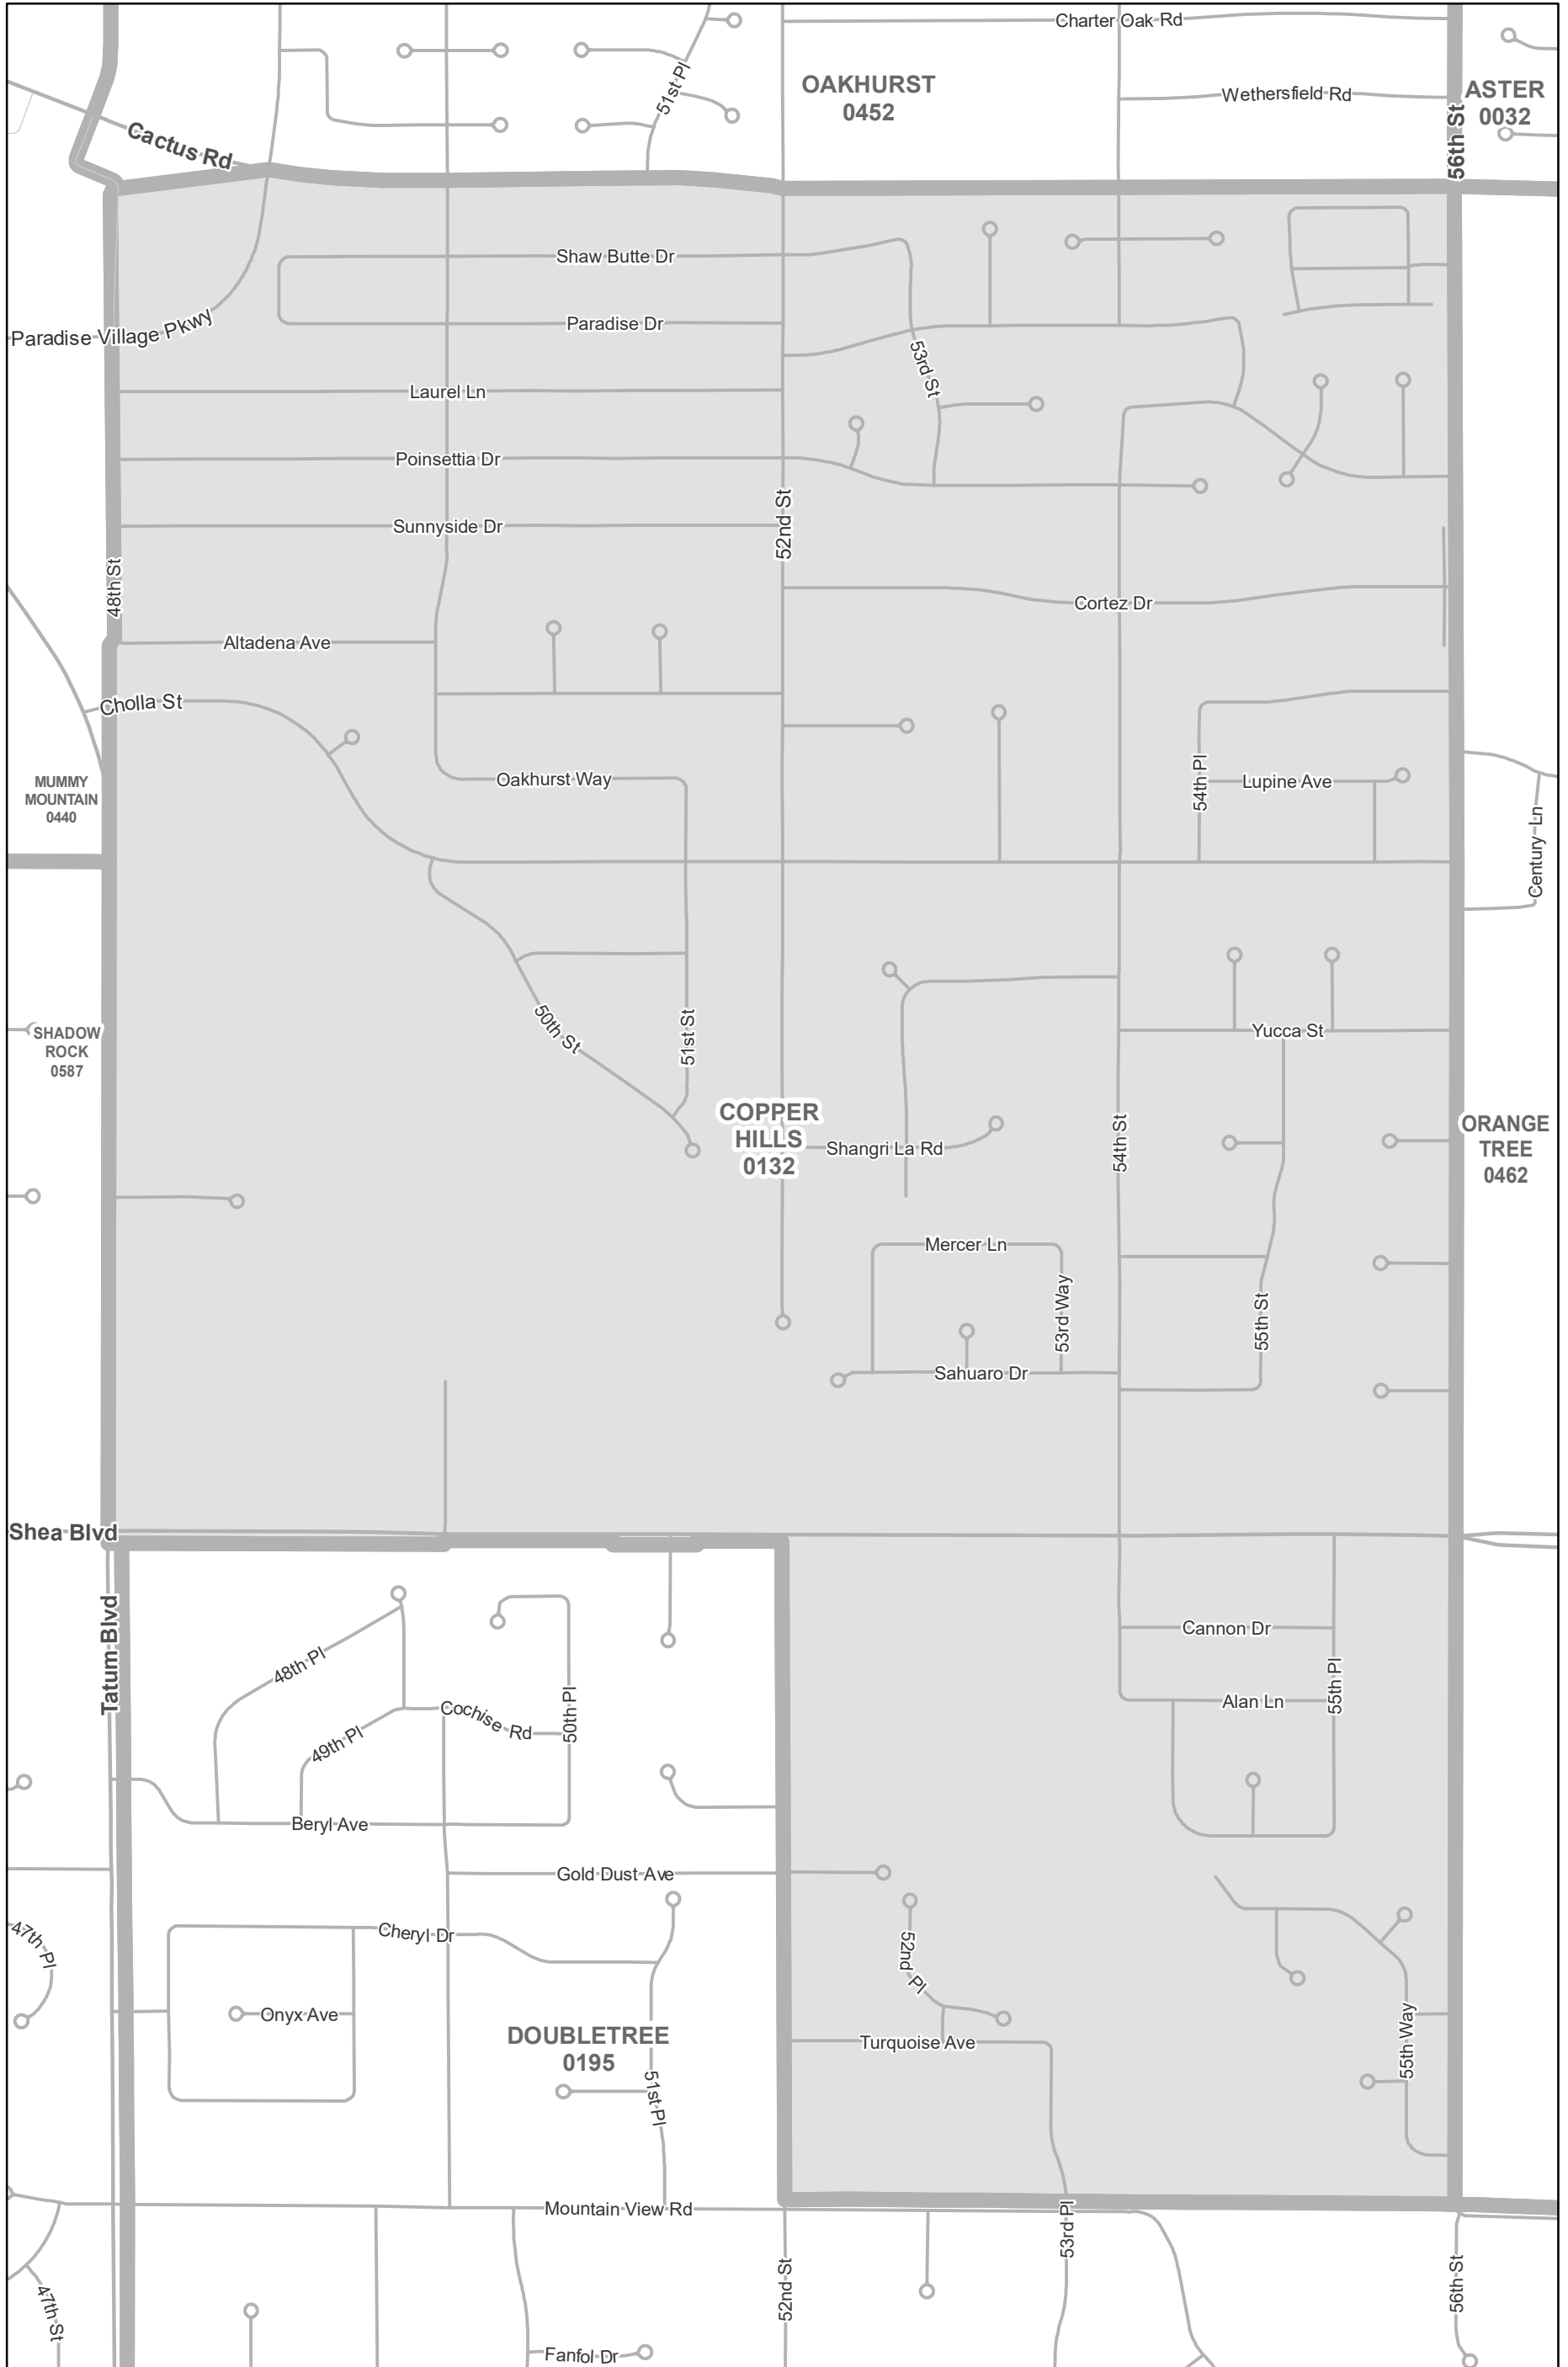 Charter Oak Rd
51st Pl
OAKHURST
0452
Wethersfield Rd
ASTER
0032
Cactus Rd
56th St
Shaw Butte Dr
Paradise Village Pkwy
Paradise Dr
53rd St
Laurel Ln
Poinsettia Dr
52nd St
Sunnyside Dr
48th St
Cortez Dr
Altadena Ave
Cholla St
MUMMY
MOUNTAIN
0440
Oakhurst Way
54th Pl
Lupine Ave
Century Ln
SHADOW
ROCK
0587
50th St
51st St
Yucca St
COPPER
HILLS
0132
Shangri La Rd
54th St
ORANGE
TREE
0462
Mercer Ln
53rd Way
55th St
Sahuaro Dr
Shea Blvd
Tatum Blvd
48th Pl
Cannon Dr
55th Pl
Alan Ln
49th Pl
Cochise Rd
50th Pl
Beryl Ave
Gold Dust Ave
47th Pl
Cheryl Dr
52nd Pl
Onyx Ave
DOUBLETREE
0195
Turquoise Ave
55th Way
51st Pl
Mountain View Rd
53rd Pl
47th St
52nd St
56th St
Fanfol Dr